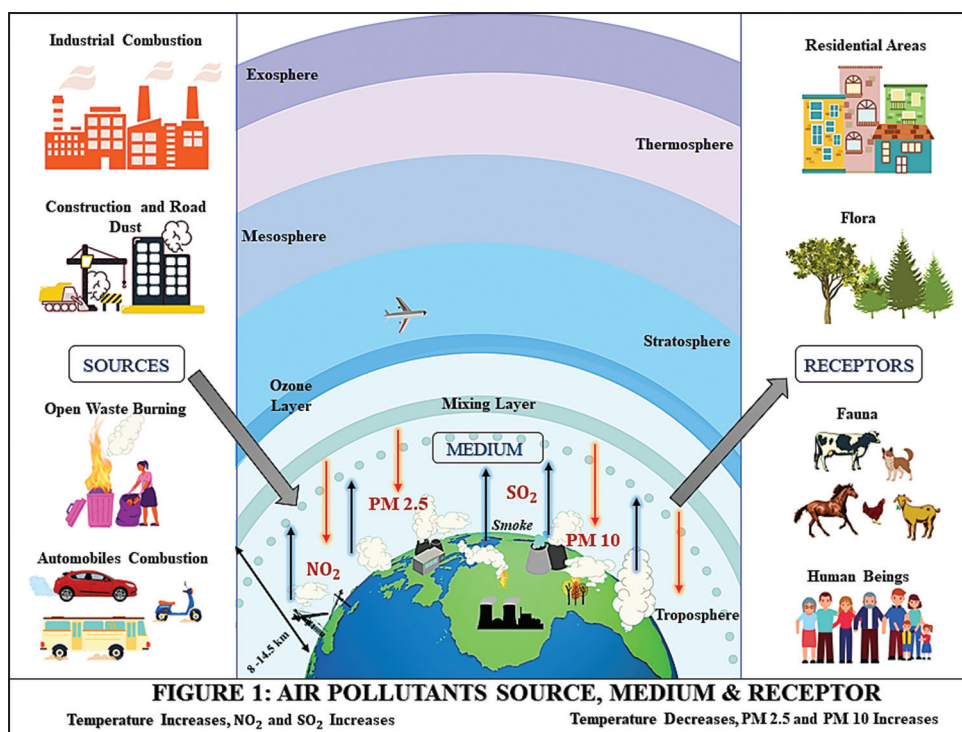 Industrial Combustion
Construction and Road
Dust
SOURCES
Open Waste Burning
Automobiles Combustion
Exosphere
Thermosphere
Mesosphere
Stratosphere
Ozone
Layer
Mixing Layer
MEDIUM
PM 2.5
SO₂
Smoke
PM 10
NO₂
Troposphere
8 -14.5 km
Residential Areas
Flora
RECEPTORS
Fauna
Human Beings
FIGURE 1: AIR POLLUTANTS SOURCE, MEDIUM & RECEPTOR
Temperature Increases, NO₂ and SO₂ Increases
Temperature Decreases, PM 2.5 and PM 10 Increases